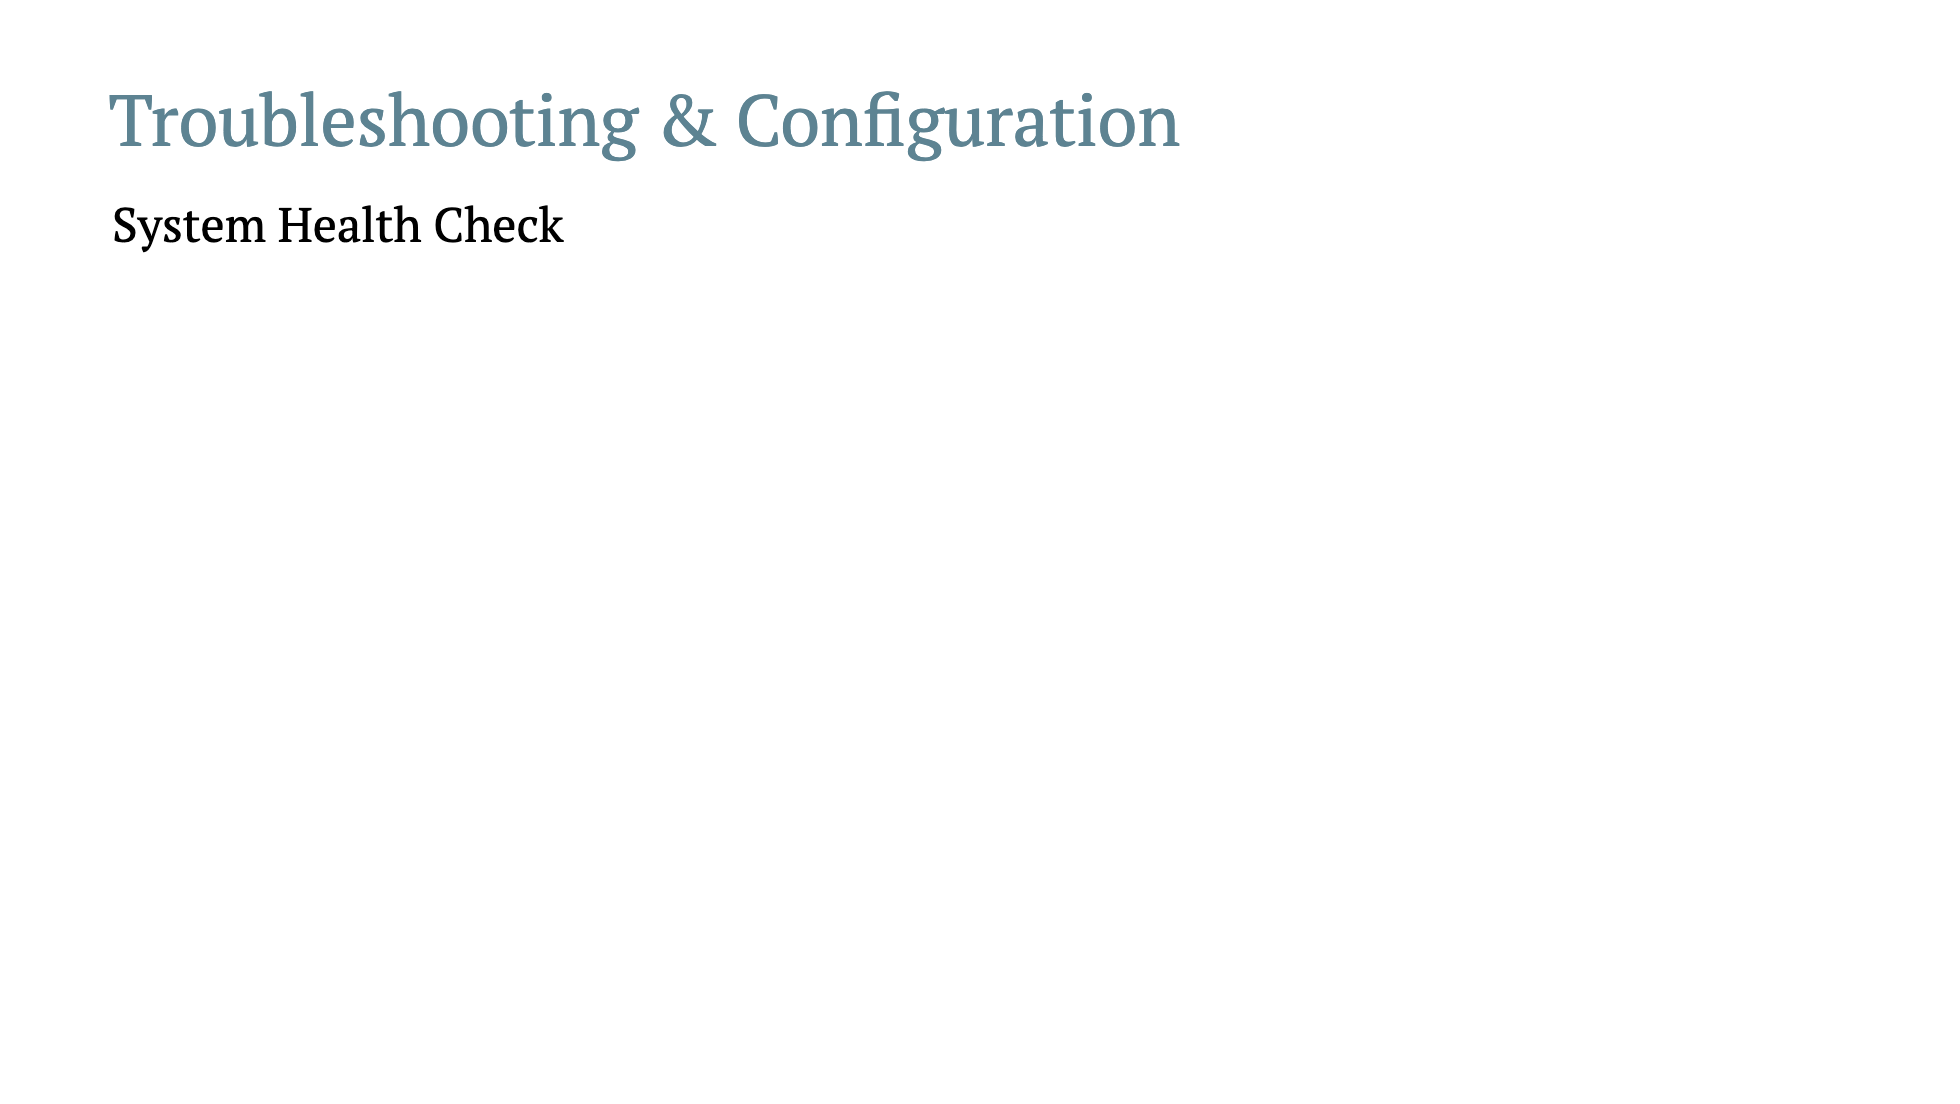 Troubleshooting & Configuration
System Health Check